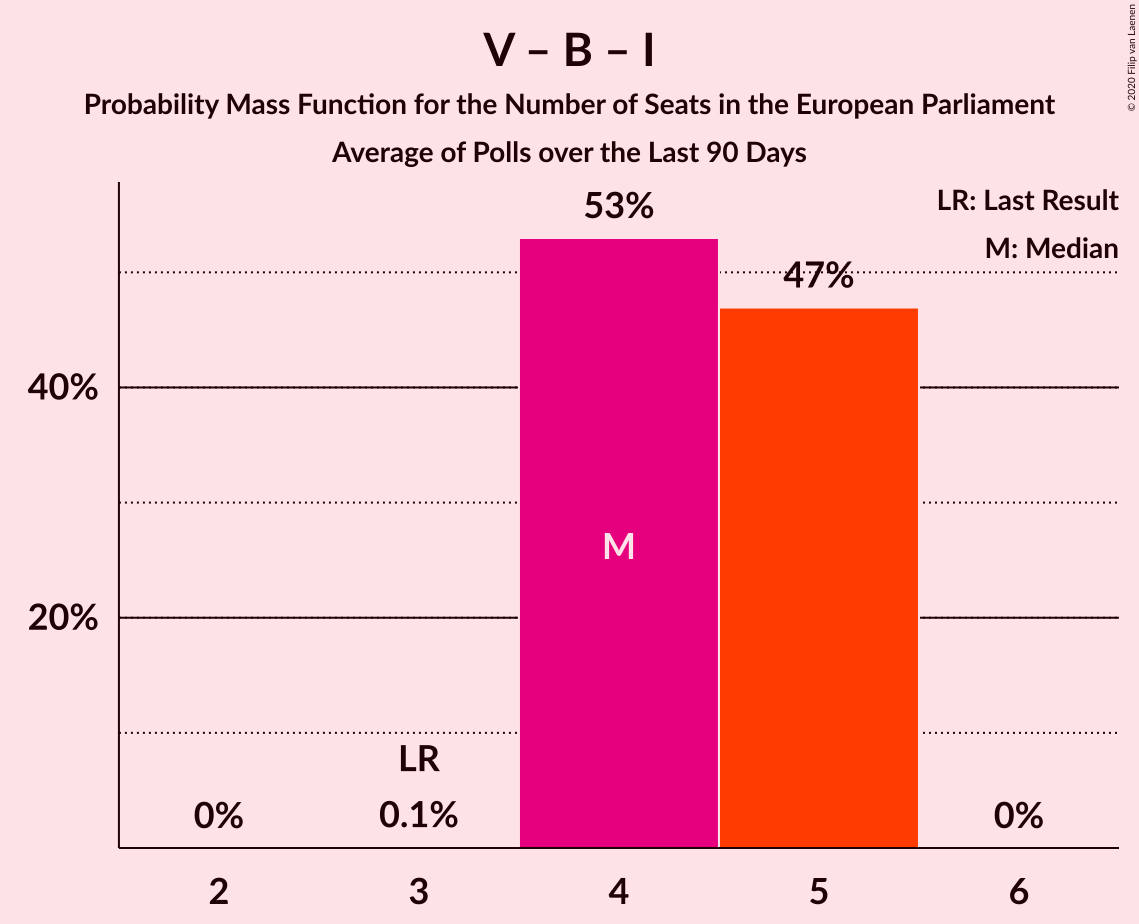 V – B – I
Probability Mass Function for the Number of Seats in the European Parliament
Average of Polls over the Last 90 Days
© 2020 Filip van Laenen
LR: Last Result
M: Median
53%
47%
40%
20%
M
LR
0%
0.1%
0%
2
3
4
5
6